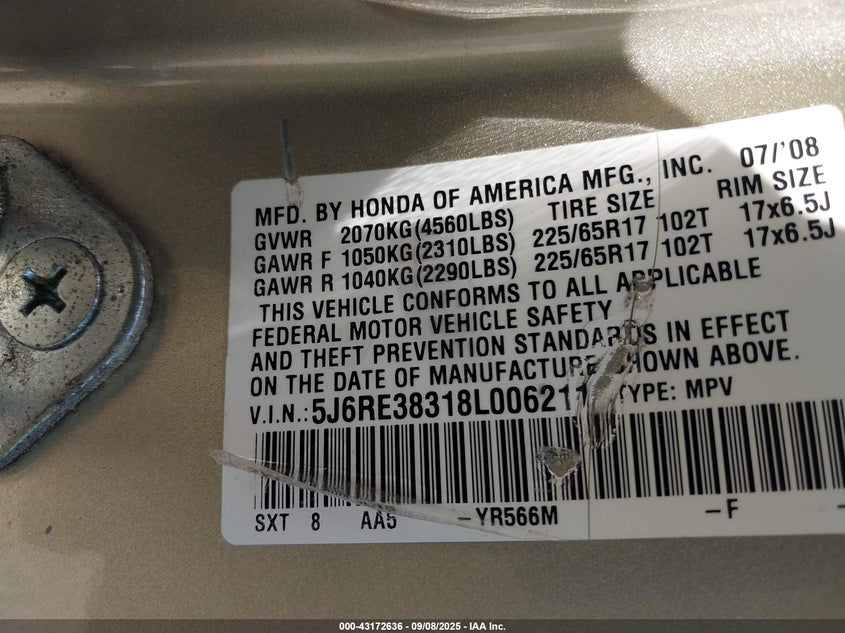 MFD. BY HONDA OF AMERICA MFG., INC. 07/'08
GVWR 2070KG(4560LBS) TIRE SIZE RIM SIZE
GAWR F 1050KG(2310LBS) 225/65R17 102T 17x6.5J
GAWR R 1040KG(2290LBS) 225/65R17 102T 17x6.5J
THIS VEHICLE CONFORMS TO ALL APPLICABLE
FEDERAL MOTOR VEHICLE SAFETY
AND THEFT PREVENTION STANDARDS IN EFFECT
ON THE DATE OF MANUFACTURE SHOWN ABOVE.
V.I.N.: 5J6RE38318L00621 TYPE: MPV
SXT 8 AA5 -YR566M -F -
000-43172636 - 09/08/2025 - IAA Inc.